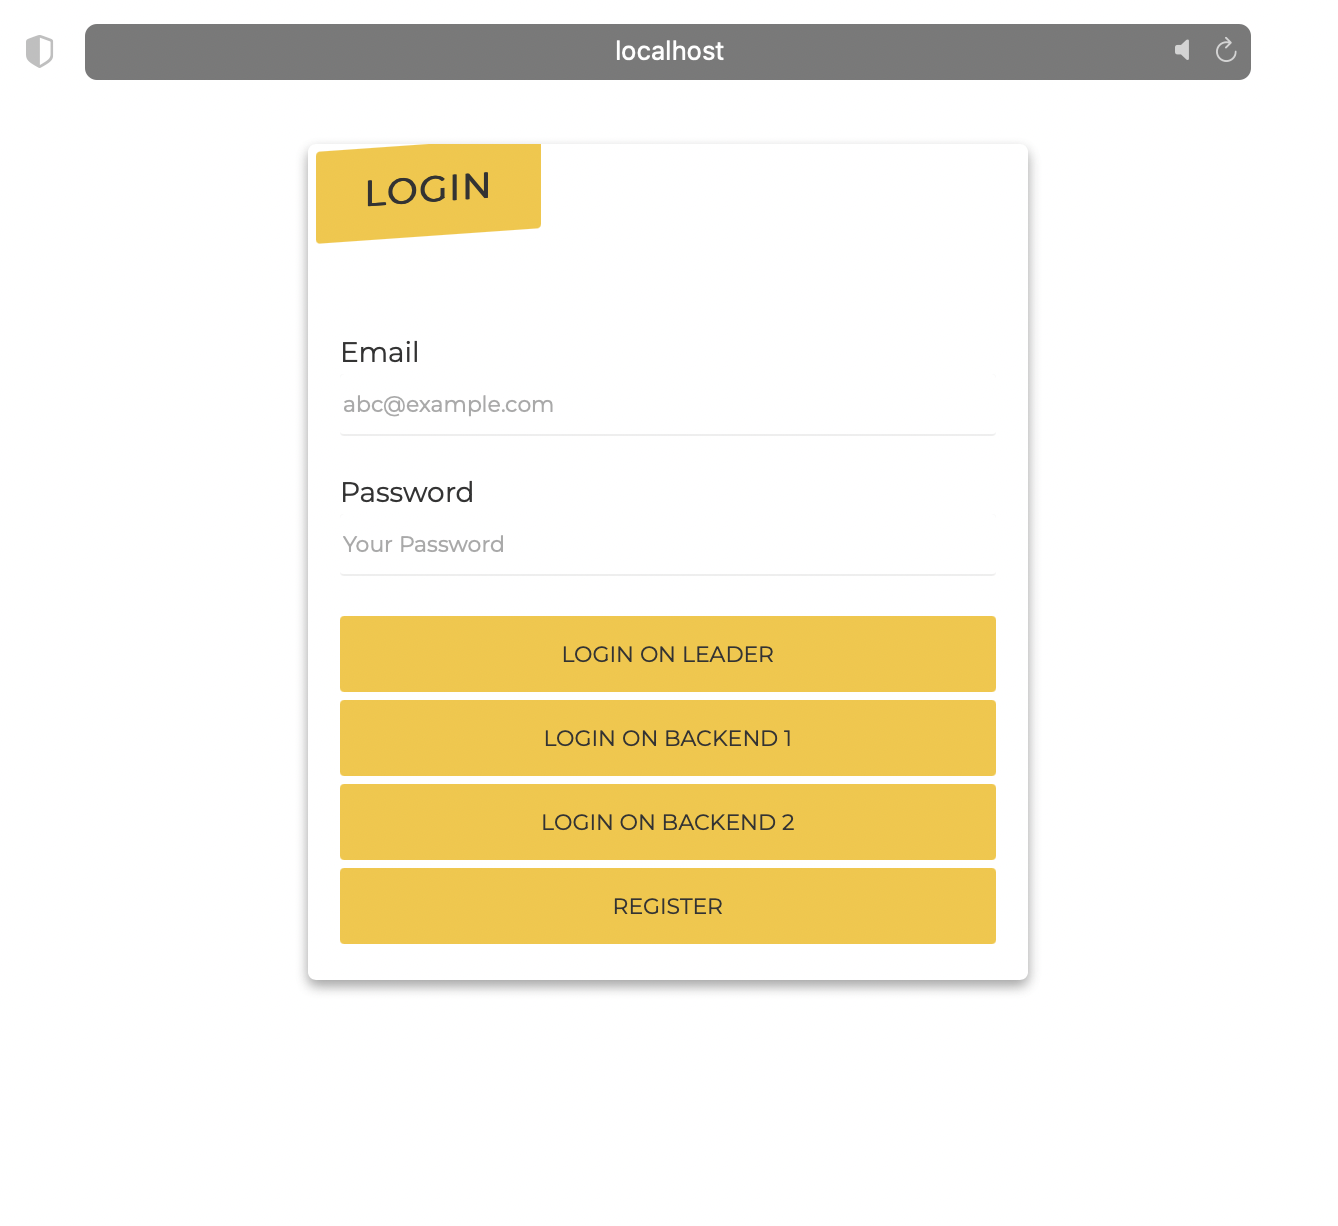 localhost
LOGIN
Email
abc@example.com
Password
Your Password
LOGIN ON LEADER
LOGIN ON BACKEND 1
LOGIN ON BACKEND 2
REGISTER